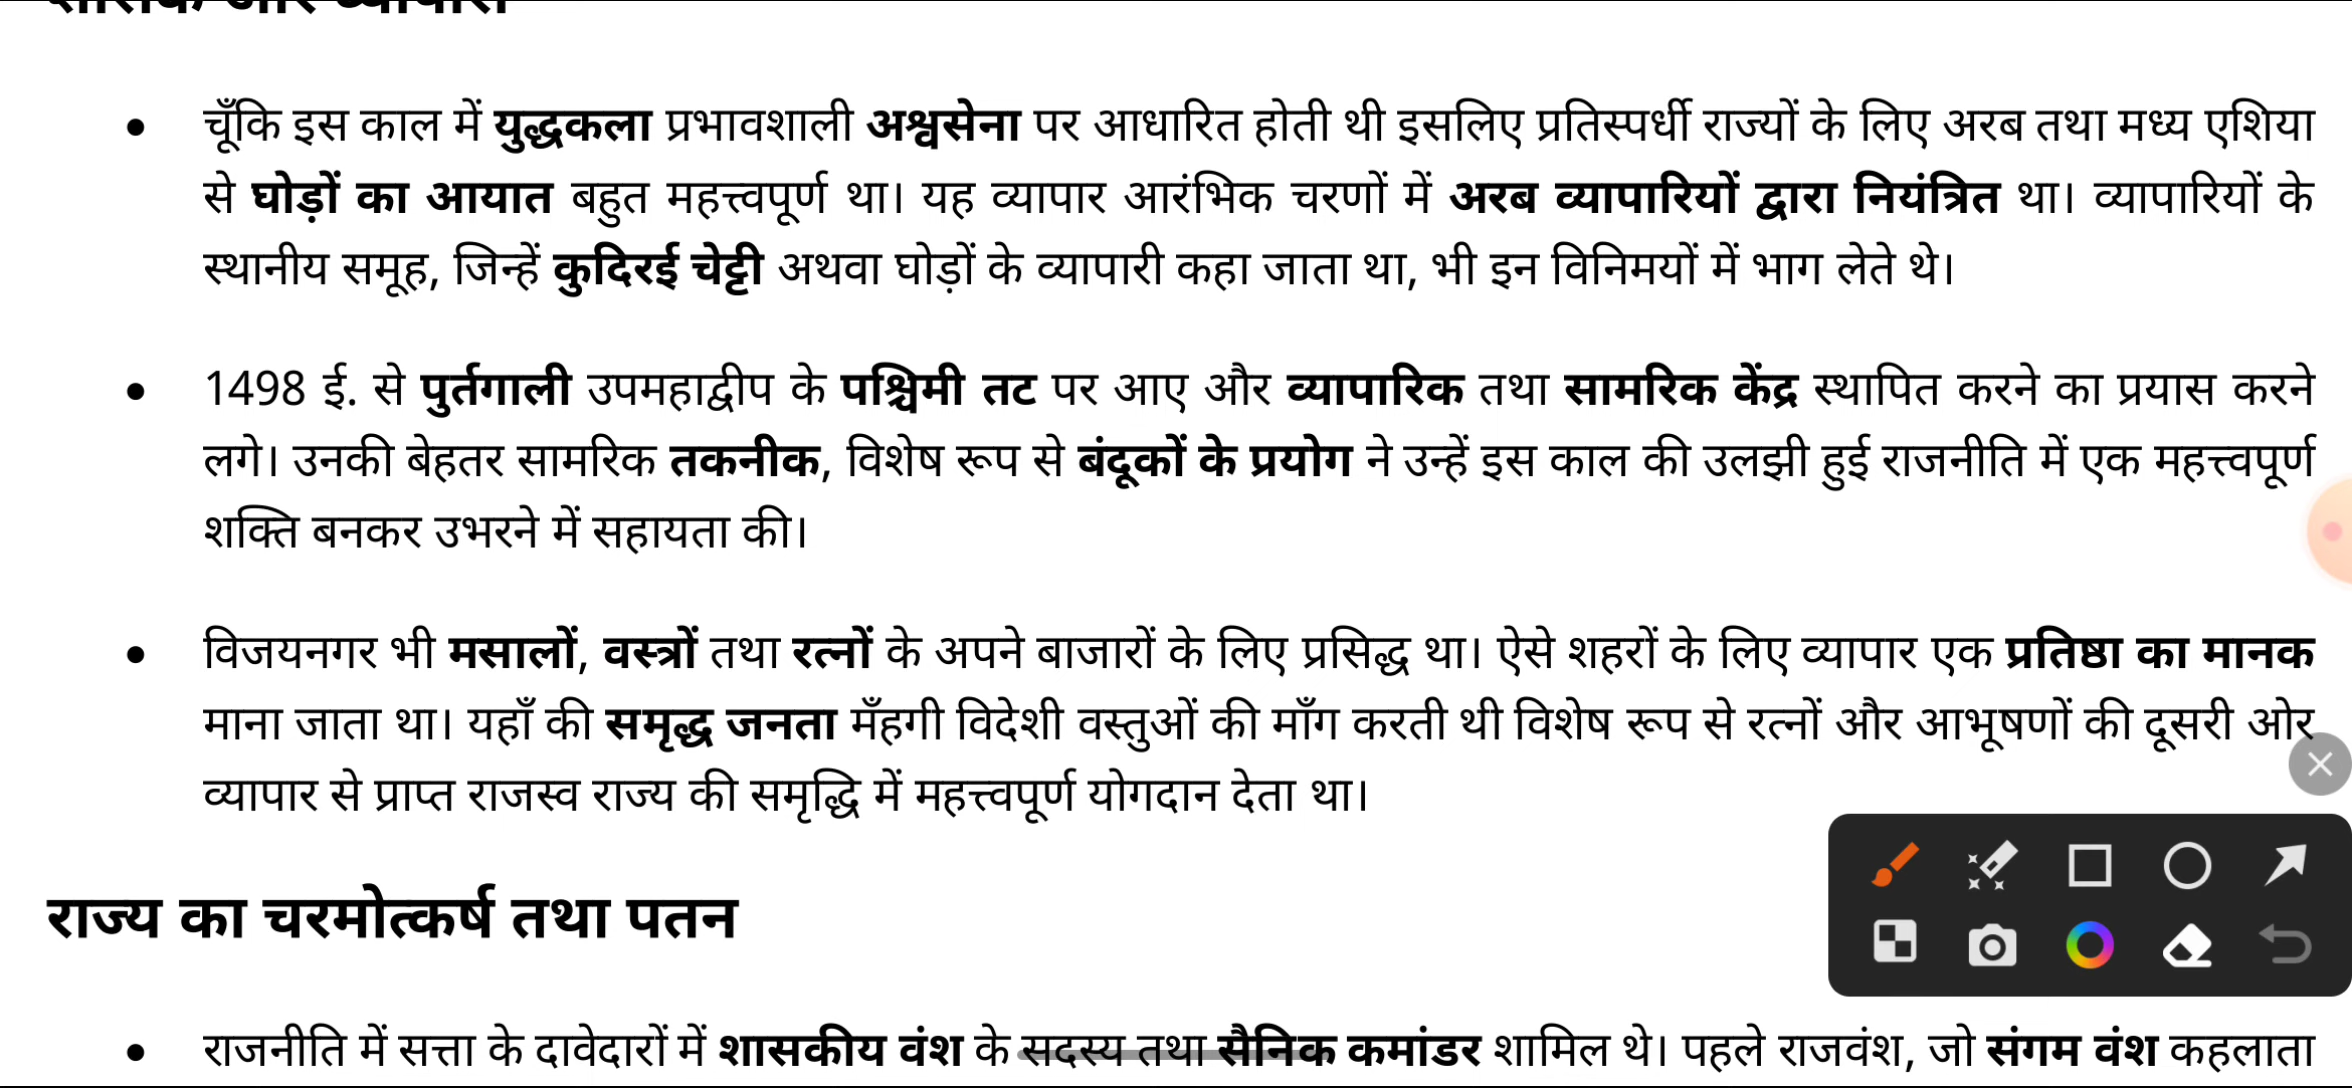 शासक और व्यापारी
चूँकि इस काल में युद्धकला प्रभावशाली अश्वसेना पर आधारित होती थी इसलिए प्रतिस्पर्धी राज्यों के लिए अरब तथा मध्य एशिया
से घोड़ों का आयात बहुत महत्त्वपूर्ण था। यह व्यापार आरंभिक चरणों में अरब व्यापारियों द्वारा नियंत्रित था। व्यापारियों के
स्थानीय समूह, जिन्हें कुदिरई चेट्टी अथवा घोड़ों के व्यापारी कहा जाता था, भी इन विनिमयों में भाग लेते थे।
1498 ई. से पुर्तगाली उपमहाद्वीप के पश्चिमी तट पर आए और व्यापारिक तथा सामरिक केंद्र स्थापित करने का प्रयास करने
लगे। उनकी बेहतर सामरिक तकनीक, विशेष रूप से बंदूकों के प्रयोग ने उन्हें इस काल की उलझी हुई राजनीति में एक महत्त्वपूर्ण
शक्ति बनकर उभरने में सहायता की।
विजयनगर भी मसालों, वस्त्रों तथा रत्नों के अपने बाजारों के लिए प्रसिद्ध था। ऐसे शहरों के लिए व्यापार एक प्रतिष्ठा का मानक
माना जाता था। यहाँ की समृद्ध जनता मँहगी विदेशी वस्तुओं की माँग करती थी विशेष रूप से रत्नों और आभूषणों की दूसरी ओर
व्यापार से प्राप्त राजस्व राज्य की समृद्धि में महत्त्वपूर्ण योगदान देता था।
राज्य का चरमोत्कर्ष तथा पतन
राजनीति में सत्ता के दावेदारों में शासकीय वंश के सदस्य तथा सैनिक कमांडर शामिल थे। पहले राजवंश, जो संगम वंश कहलाता